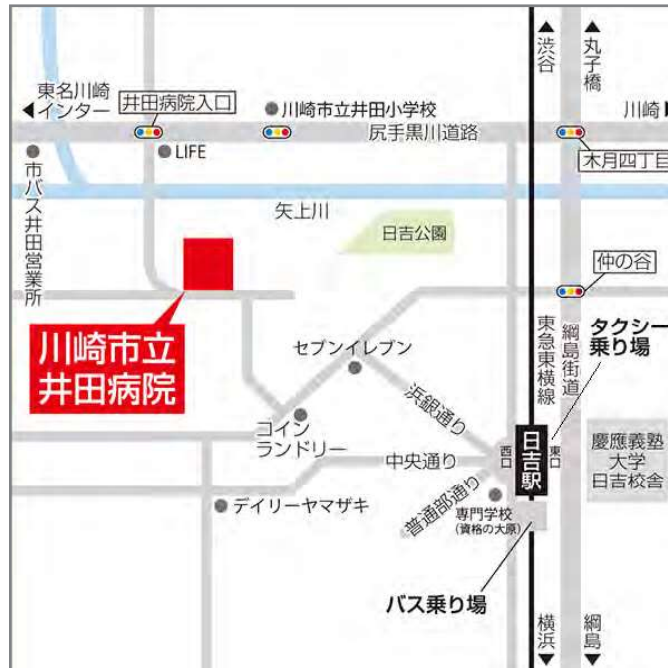 渋谷
丸子橋
東名川崎
インター
井田病院入口
川崎市立井田小学校
川崎
尻手黒川道路
LIFE
木月四丁目
市バス井田営業所
矢上川
日吉公園
仲の谷
川崎市立
井田病院
東急東横線
綱島街道
タクシー
乗り場
セブンイレブン
浜銀通り
コイン
ランドリー
中央通り
西口
日吉駅
東口
慶應義塾
大学
日吉校舎
デイリーヤマザキ
普通部通り
専門学校
(資格の大原)
バス乗り場
横浜
綱島